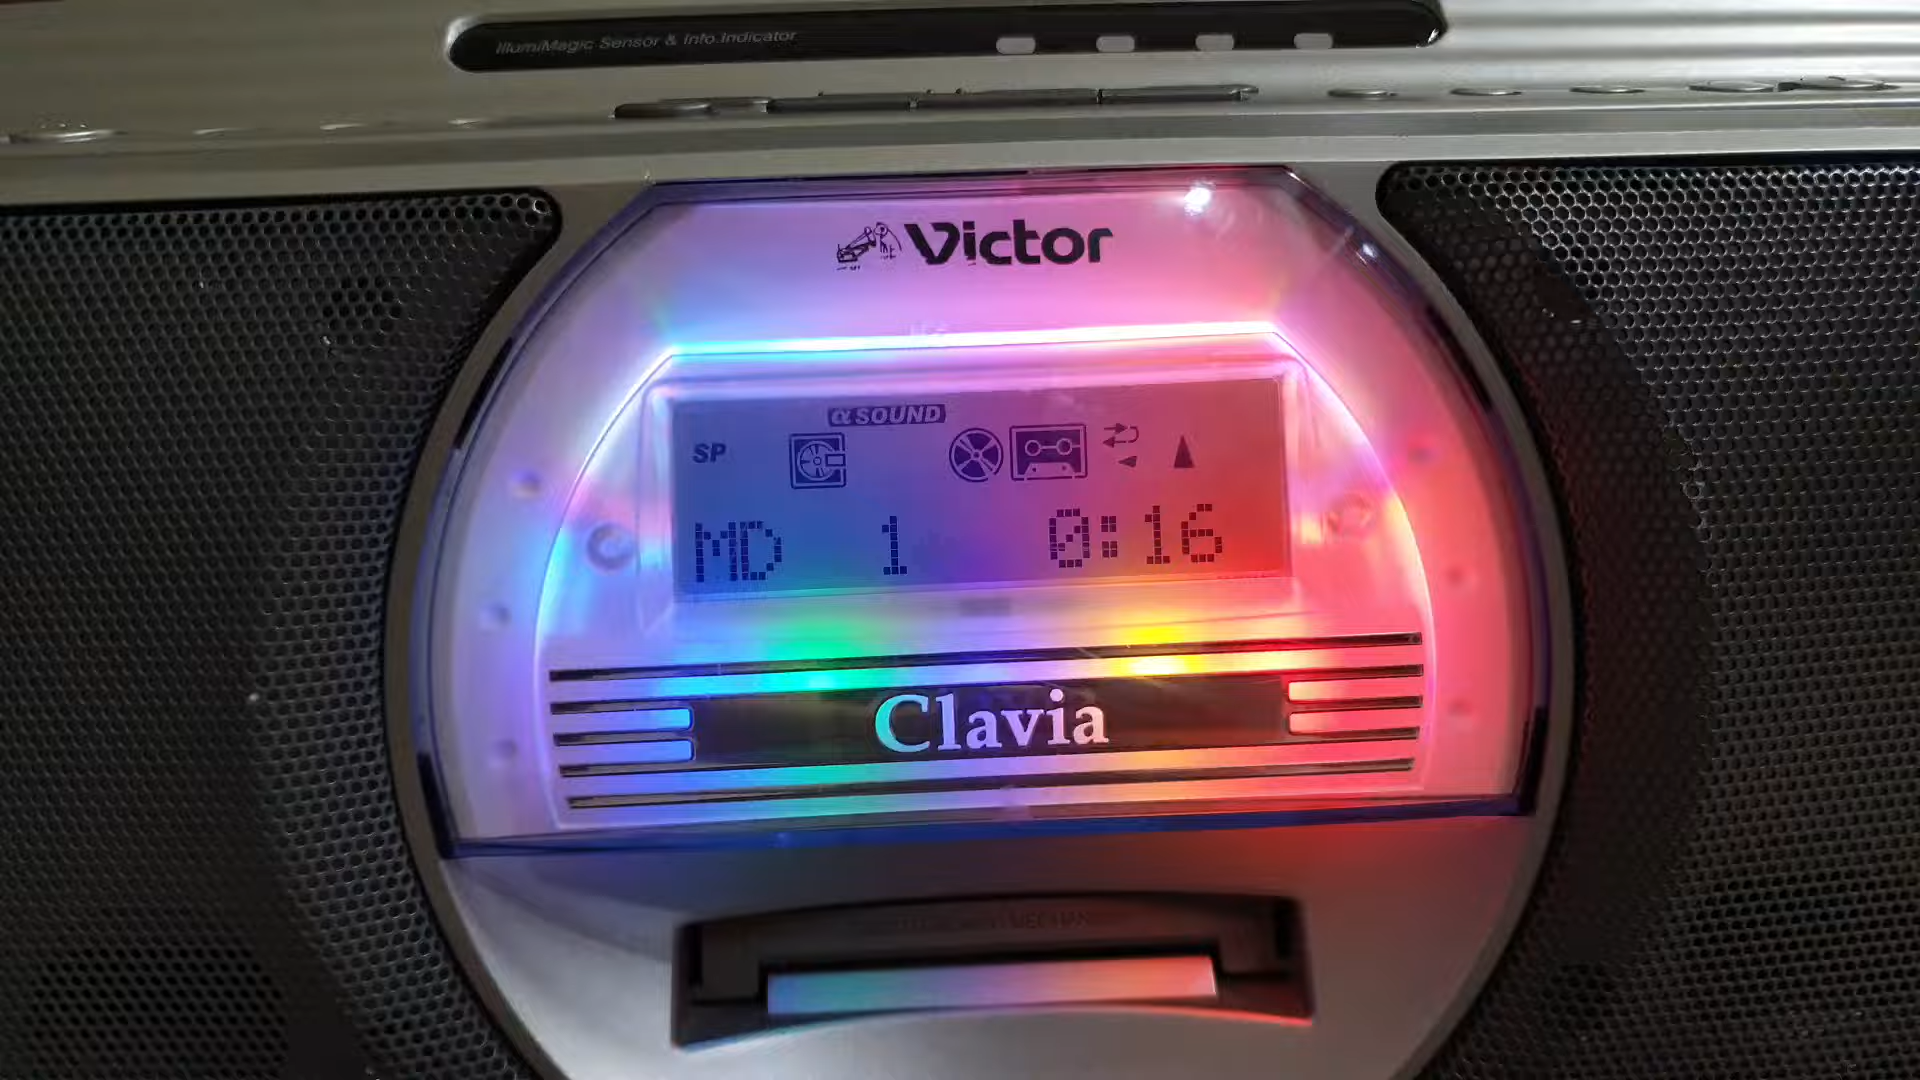 IllumiMagic Sensor & Info.Indicator
Victor
α SOUND
SP
MD 1 0:16
Clavia